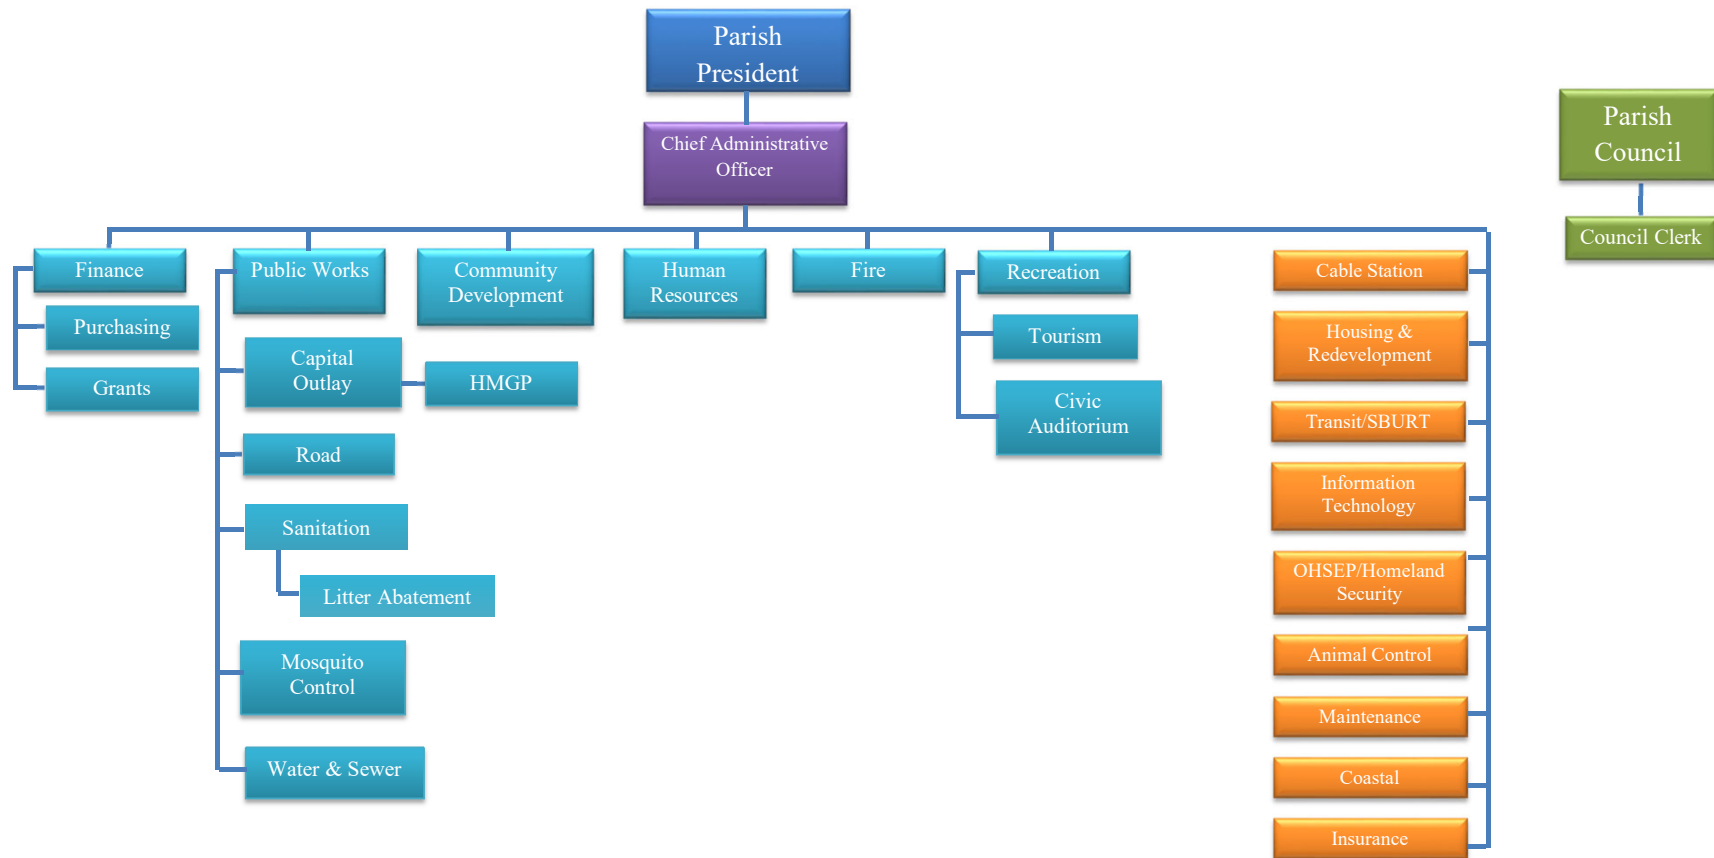 Parish
President
Chief Administrative
Officer
Parish
Council
Council Clerk
Finance
Purchasing
Grants
Public Works
Capital
Outlay
HMGP
Road
Sanitation
Litter Abatement
Mosquito
Control
Water & Sewer
Community
Development
Human
Resources
Fire
Recreation
Tourism
Civic
Auditorium
Cable Station
Housing &
Redevelopment
Transit/SBURT
Information
Technology
OHSEP/Homeland
Security
Animal Control
Maintenance
Coastal
Insurance